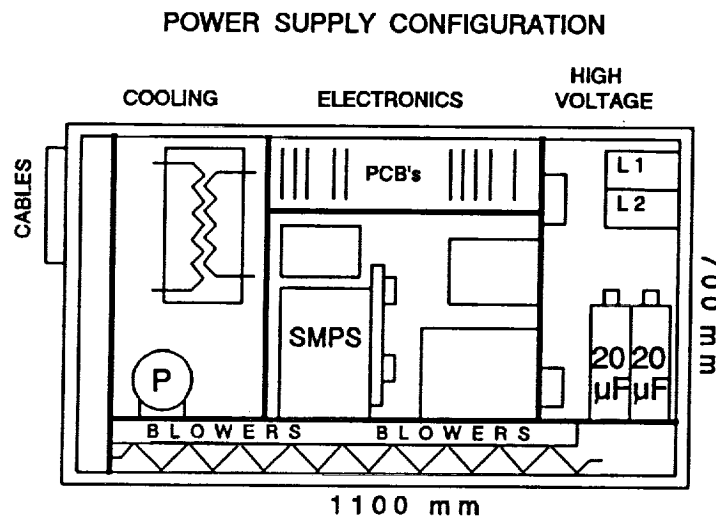 POWER SUPPLY CONFIGURATION
COOLING
ELECTRONICS
HIGH
VOLTAGE
CABLES
PCB's
L1
L2
SMPS
P
20
µF
20
µF
700 mm
BLOWERS
BLOWERS
1100 mm